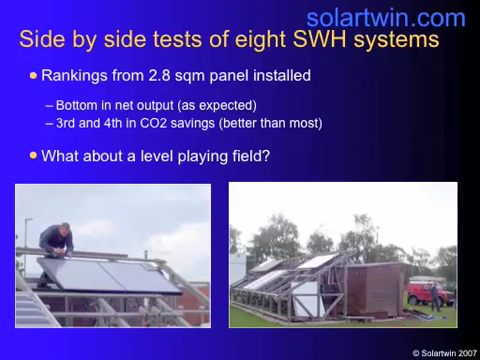 solartwin.com
Side by side tests of eight SWH systems
• Rankings from 2.8 sqm panel installed
– Bottom in net output (as expected)
– 3rd and 4th in CO2 savings (better than most)
• What about a level playing field?
© Solartwin 2007